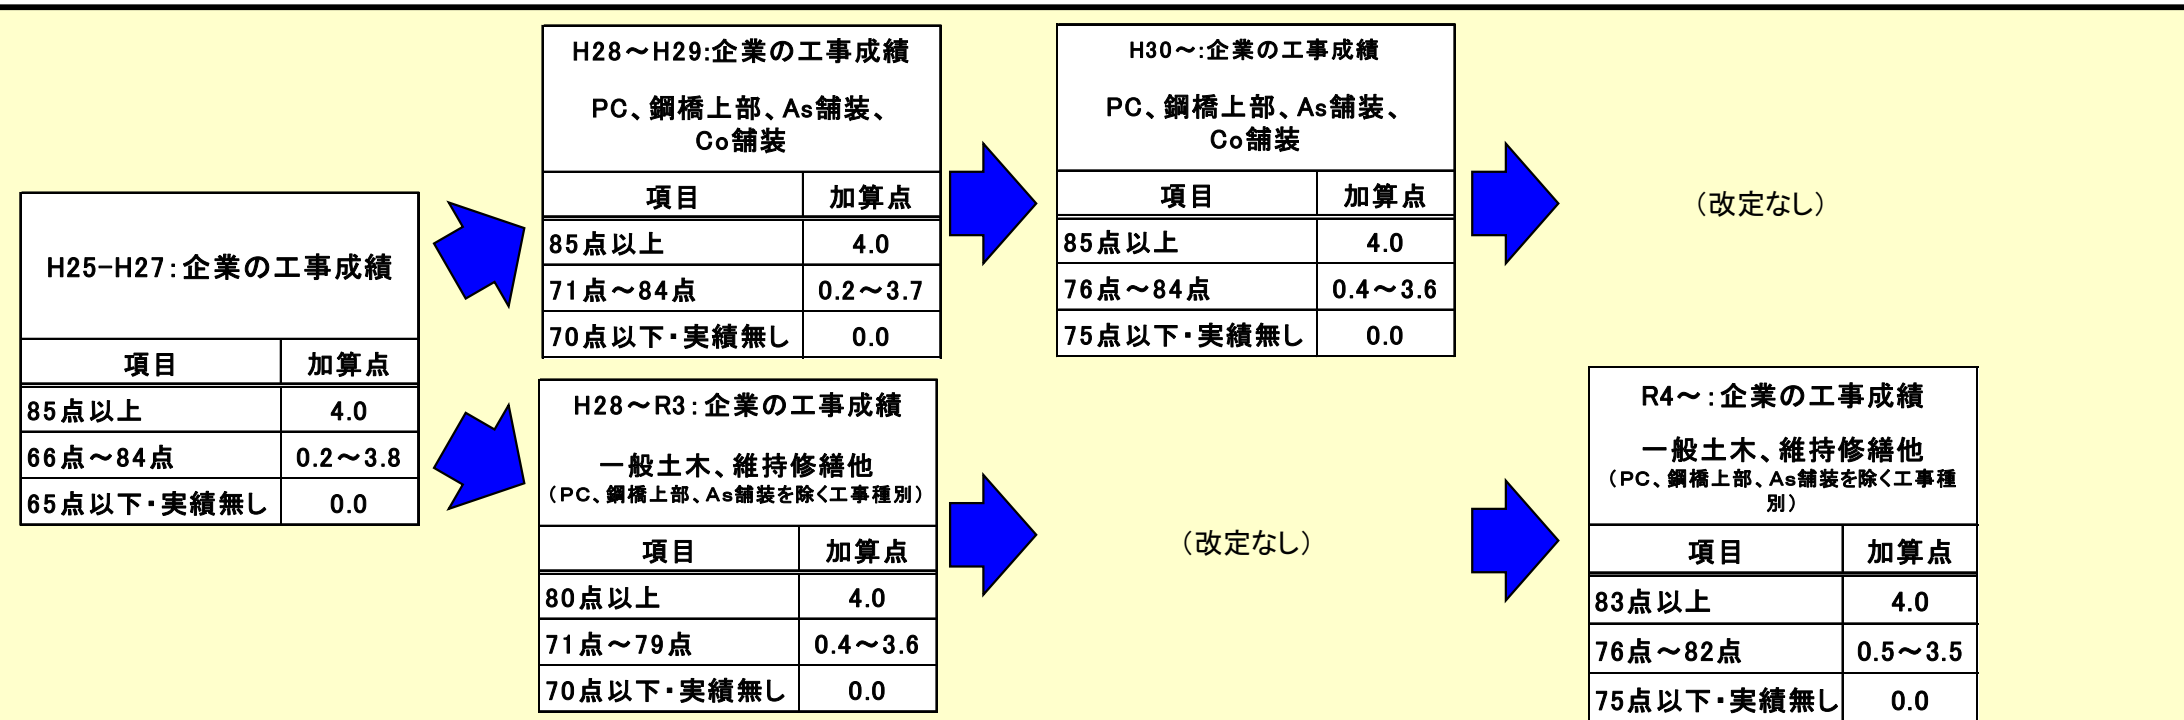 H25-H27:企業の工事成績
項目 加算点
85点以上 4.0
66点～84点 0.2～3.8
65点以下・実績無し 0.0
H28～H29:企業の工事成績
PC、鋼橋上部、As舗装、
Co舗装
項目 加算点
85点以上 4.0
71点～84点 0.2～3.7
70点以下・実績無し 0.0
H30～:企業の工事成績
PC、鋼橋上部、As舗装、
Co舗装
項目 加算点
85点以上 4.0
76点～84点 0.4～3.6
75点以下・実績無し 0.0
（改定なし）
H28～R3:企業の工事成績
一般土木、維持修繕他
（PC、鋼橋上部、As舗装を除く工事種別）
項目 加算点
80点以上 4.0
71点～79点 0.4～3.6
70点以下・実績無し 0.0
（改定なし）
R4～:企業の工事成績
一般土木、維持修繕他
（PC、鋼橋上部、As舗装を除く工事種
別）
項目 加算点
83点以上 4.0
76点～82点 0.5～3.5
75点以下・実績無し 0.0